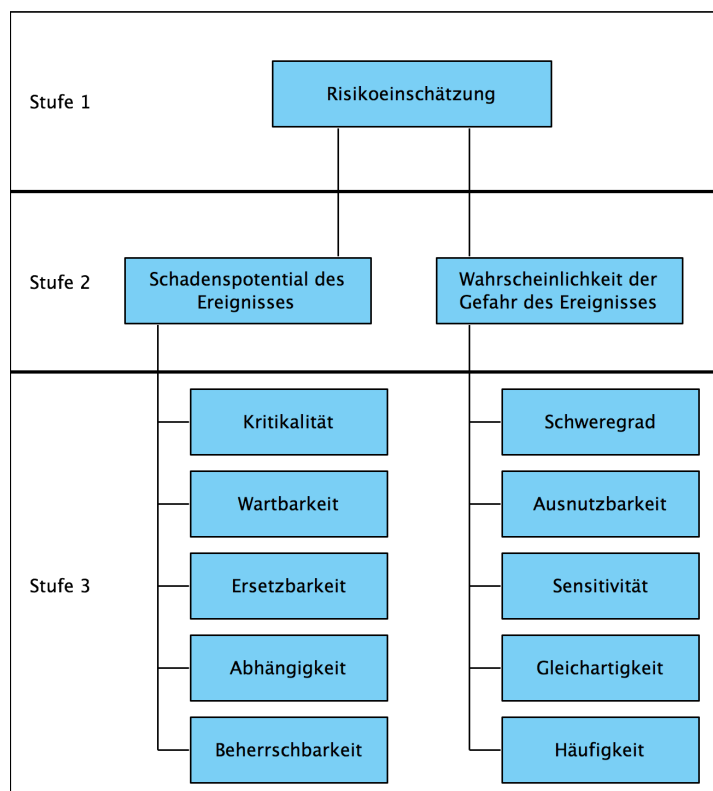 Stufe 1
Risikoeinschätzung
Stufe 2
Schadenspotential des
Ereignisses
Wahrscheinlichkeit der
Gefahr des Ereignisses
Stufe 3
Kritikalität
Wartbarkeit
Ersetzbarkeit
Abhängigkeit
Beherrschbarkeit
Schweregrad
Ausnutzbarkeit
Sensitivität
Gleichartigkeit
Häufigkeit